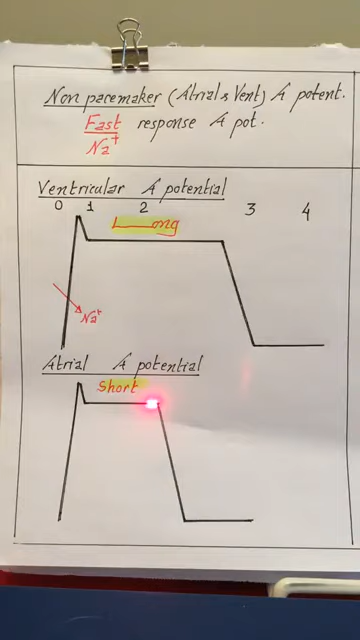 Non pacemaker (Atrial & Vent) A potent.
Fast response A pot.
Na+
Ventricular A potential
0 1 2 3 4
Long
Na+
Atrial A potential
Short